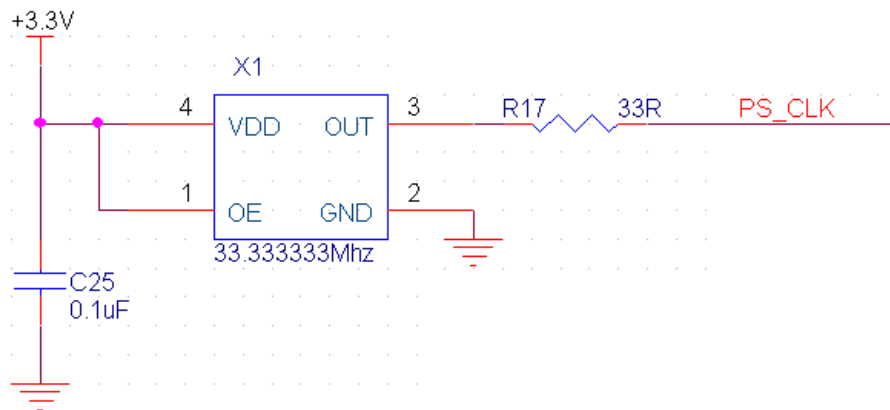 +3.3V
X1
4
3
R17
33R
PS_CLK
VDD
OUT
1
2
OE
GND
33.333333Mhz
C25
0.1uF